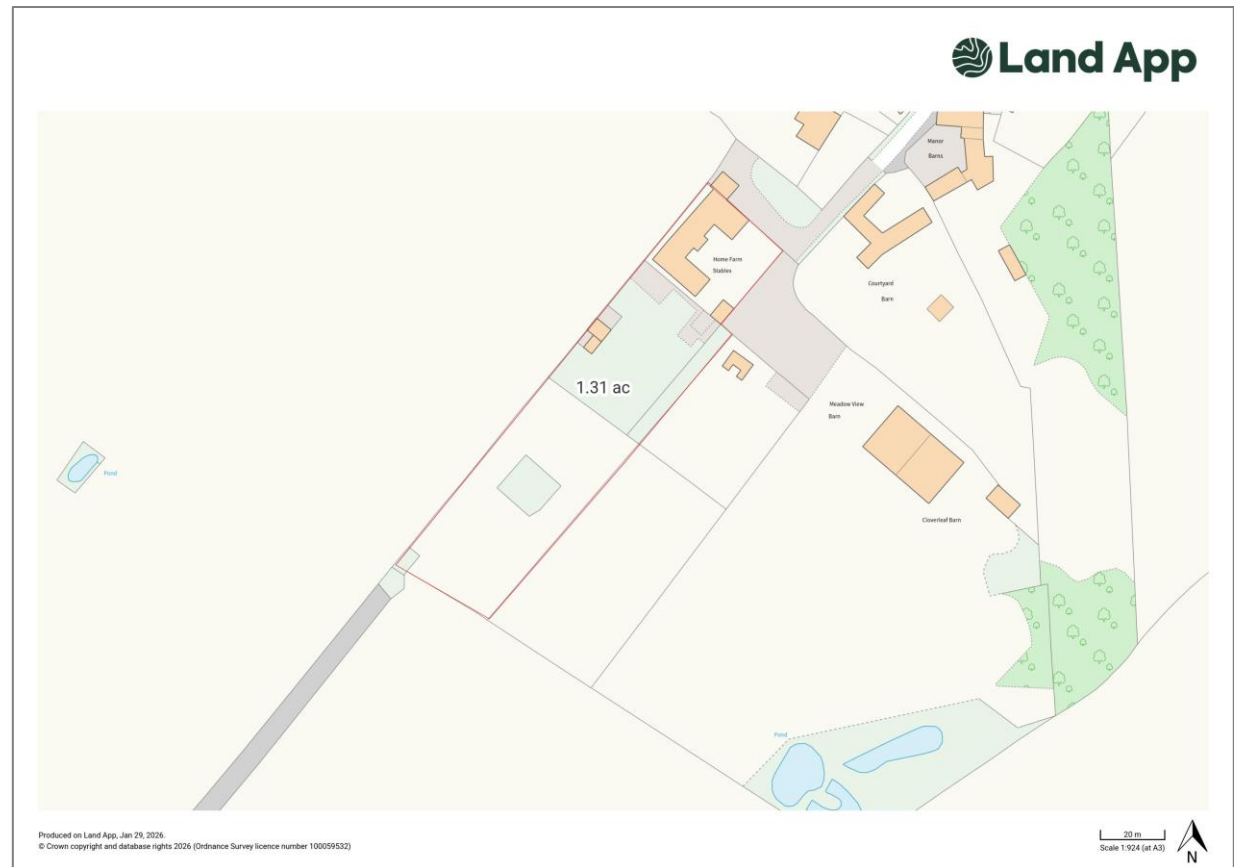 Land App
Manor
Barns
Home Farm
Stables
Courtyard
Barn
1.31 ac
Meadow View
Barn
Pond
Cloverleaf Barn
Pond
Produced on Land App, Jan 29, 2026.
© Crown copyright and database rights 2026 (Ordnance Survey licence number 100059532)
20 m
Scale 1:924 (at A3)
N